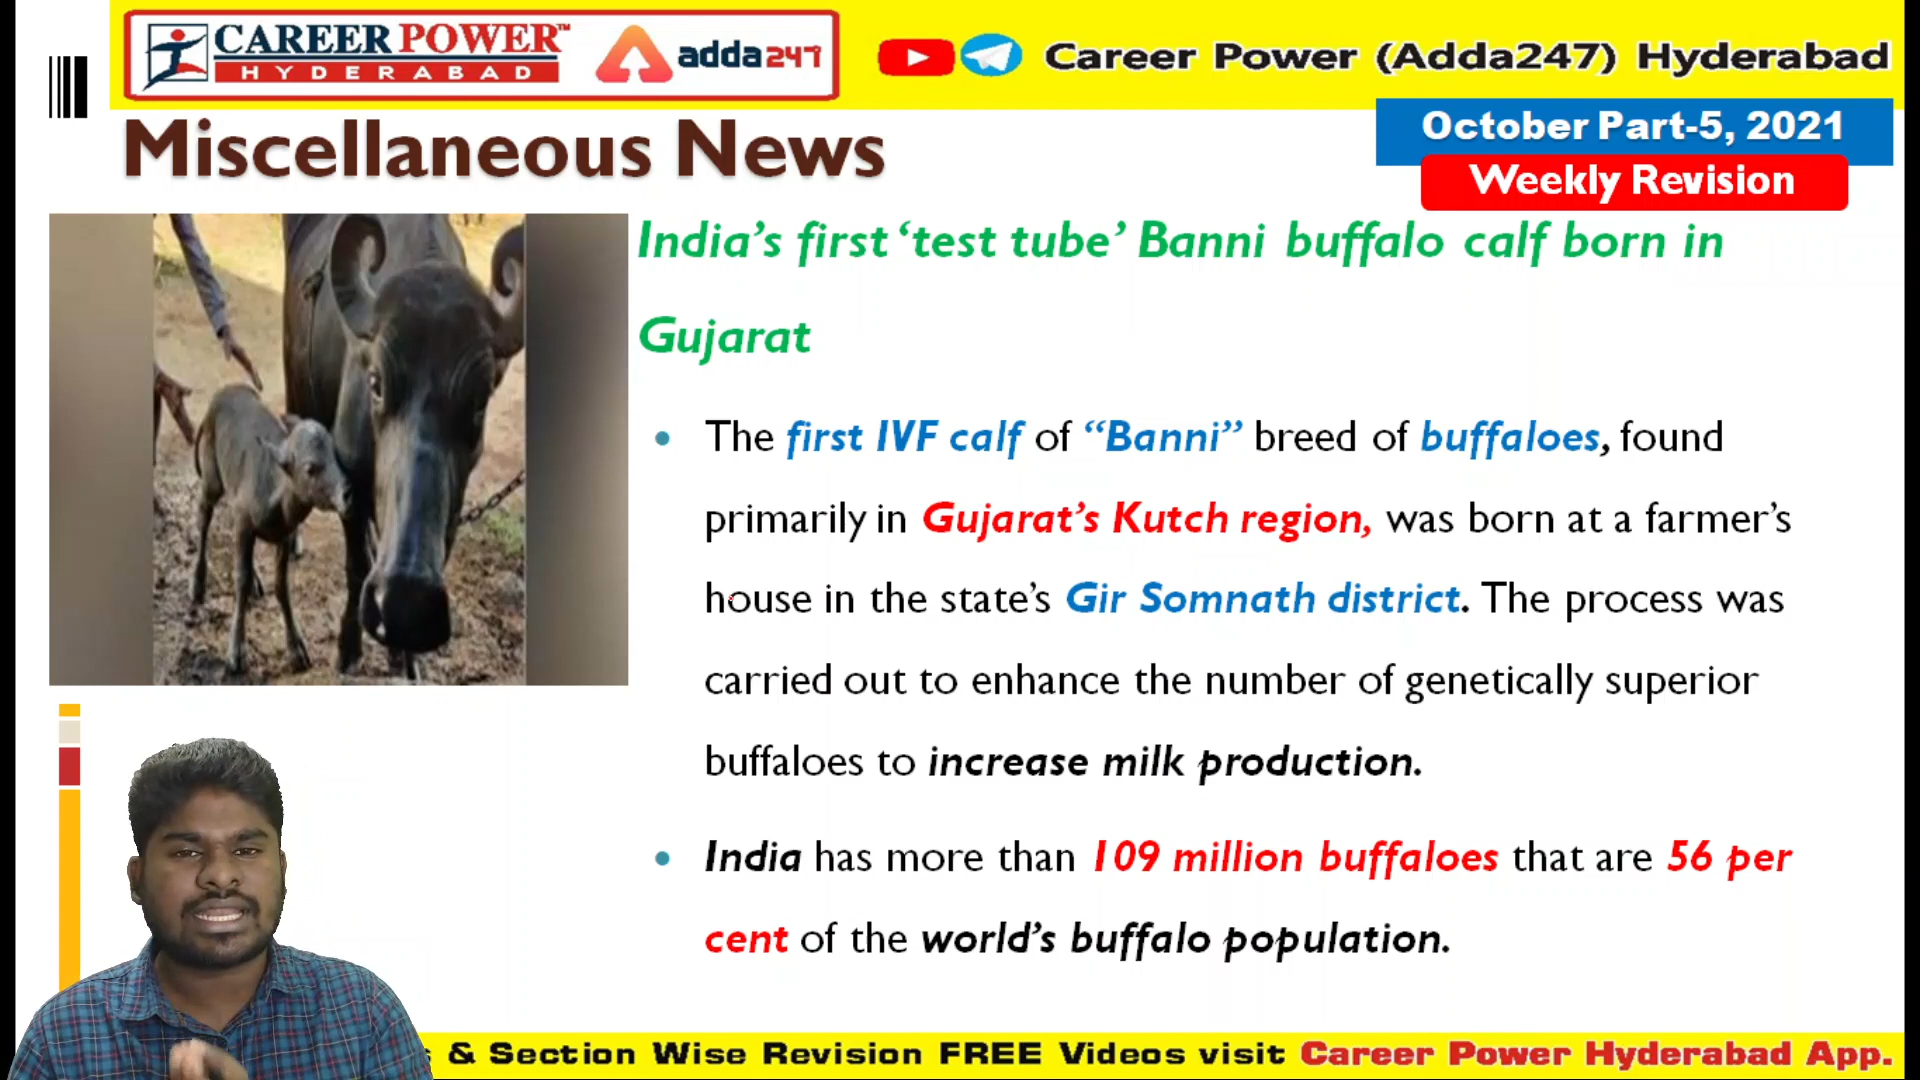 CAREER POWER™
HYDERABAD
adda247
Career Power (Adda247) Hyderabad
Miscellaneous News
October Part-5, 2021
Weekly Revision
India’s first ‘test tube’ Banni buffalo calf born in
Gujarat
• The first IVF calf of “Banni” breed of buffaloes, found
primarily in Gujarat’s Kutch region, was born at a farmer’s
house in the state’s Gir Somnath district. The process was
carried out to enhance the number of genetically superior
buffaloes to increase milk production.
• India has more than 109 million buffaloes that are 56 per
cent of the world’s buffalo population.
& Section Wise Revision FREE Videos visit Career Power Hyderabad App.